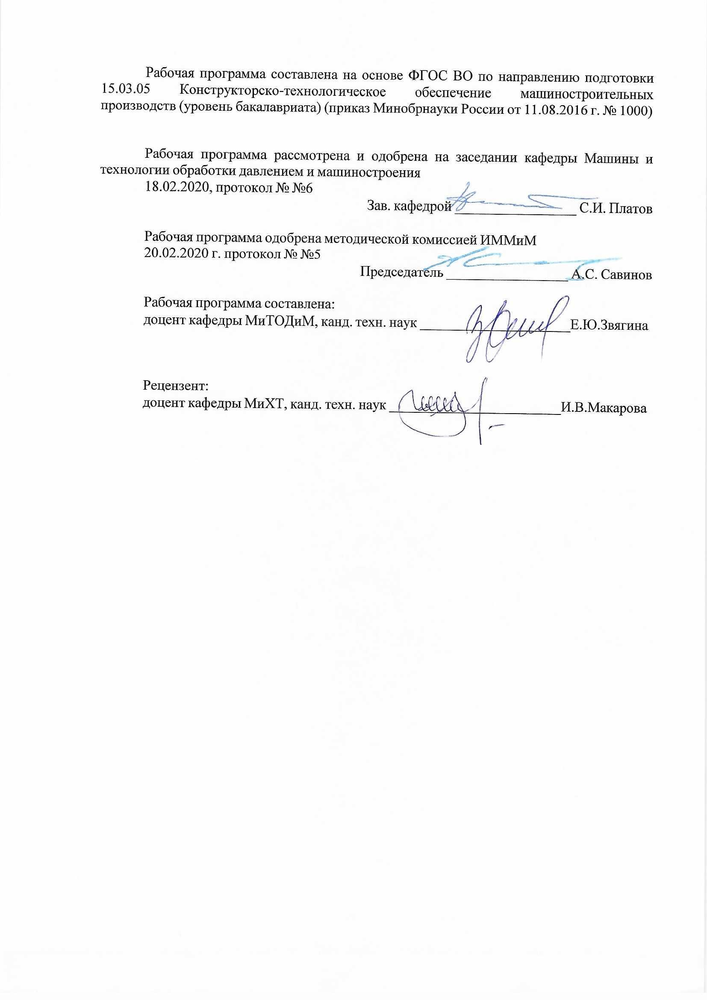 Рабочая программа составлена на основе ФГОС ВО по направлению подготовки
15.03.05 Конструкторско-технологическое обеспечение машиностроительных
производств (уровень бакалавриата) (приказ Минобрнауки России от 11.08.2016 г. № 1000)
Рабочая программа рассмотрена и одобрена на заседании кафедры Машины и
технологии обработки давлением и машиностроения
18.02.2020, протокол № №6
Зав. кафедрой ________________ С.И. Платов
Рабочая программа одобрена методической комиссией ИММиМ
20.02.2020 г. протокол № №5
Председатель ________________ А.С. Савинов
Рабочая программа составлена:
доцент кафедры МиТОДиМ, канд. техн. наук ____________________Е.Ю.Звягина
Рецензент:
доцент кафедры МиХТ, канд. техн. наук _______________________И.В.Макарова